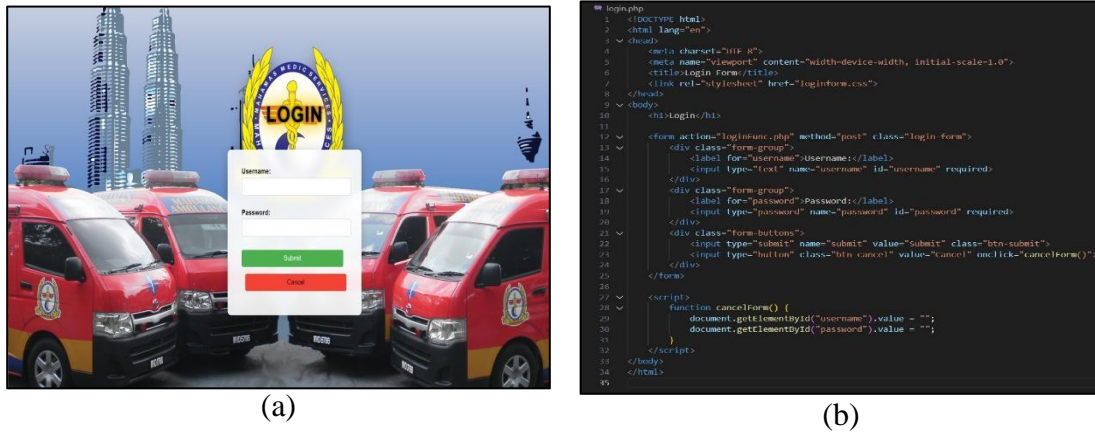 LOGIN
Username:
Password:
Submit
Cancel
(a)
login.php
1 <!DOCTYPE html>
2 <html lang="en">
3 <head>
4 <meta charset="UTF-8">
5 <meta name="viewport" content="width=device-width, initial-scale=1.0">
6 <title>Login Form</title>
7 <link rel="stylesheet" href="loginform.css">
8 </head>
9 <body>
10 <h1>Login</h1>
11
12 <form action="loginFunc.php" method="post" class="login-form">
13 <div class="form-group">
14 <label for="username">Username:</label>
15 <input type="text" name="username" id="username" required>
16 </div>
17 <div class="form-group">
18 <label for="password">Password:</label>
19 <input type="password" name="password" id="password" required>
20 </div>
21 <div class="form-buttons">
22 <input type="submit" name="submit" value="Submit" class="btn-submit">
23 <input type="button" class="btn-cancel" value="Cancel" onclick="cancelForm()">
24 </div>
25 </form>
26
27 <script>
28 function cancelForm() {
29 document.getElementById("username").value = "";
30 document.getElementById("password").value = "";
31 }
32 </script>
33 </body>
34 </html>
35
(b)